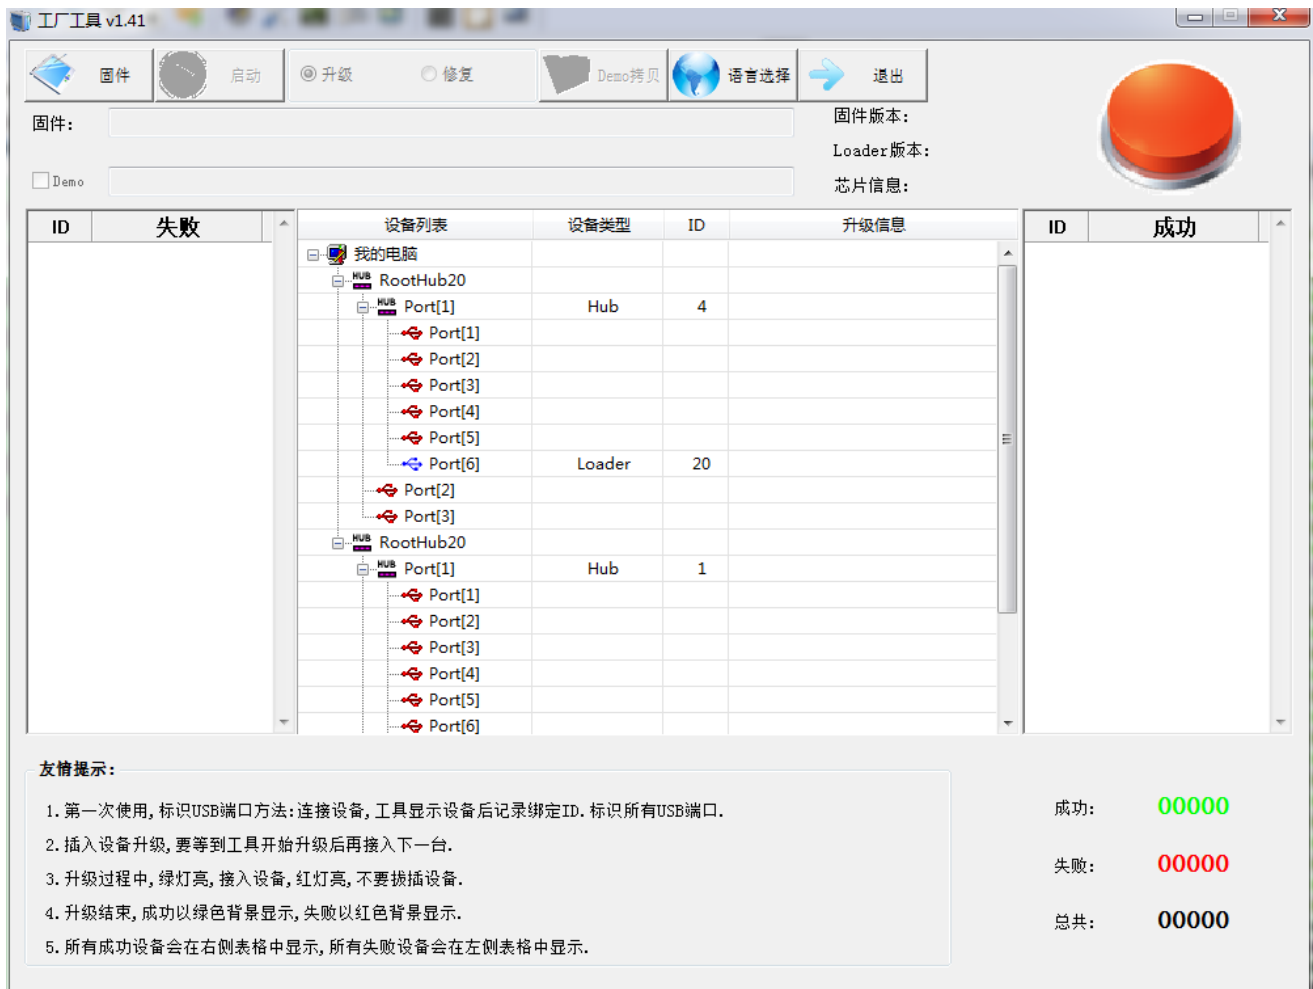 工厂工具 v1.41
固件 启动 升级 修复 Demo拷贝 语言选择 退出
固件: 固件版本:
Loader版本:
Demo 芯片信息:
ID 失败 设备列表 设备类型 ID 升级信息 ID 成功
我的电脑
HUB RootHub20
HUB Port[1] Hub 4
Port[1]
Port[2]
Port[3]
Port[4]
Port[5]
Port[6] Loader 20
Port[2]
Port[3]
HUB RootHub20
HUB Port[1] Hub 1
Port[1]
Port[2]
Port[3]
Port[4]
Port[5]
Port[6]
友情提示:
1.第一次使用,标识USB端口方法:连接设备,工具显示设备后记录绑定ID.标识所有USB端口.
2.插入设备升级,要等到工具开始升级后再接入下一台.
3.升级过程中,绿灯亮,接入设备,红灯亮,不要拔插设备.
4.升级结束,成功以绿色背景显示,失败以红色背景显示.
5.所有成功设备会在右侧表格中显示,所有失败设备会在左侧表格中显示.
成功: 00000
失败: 00000
总共: 00000